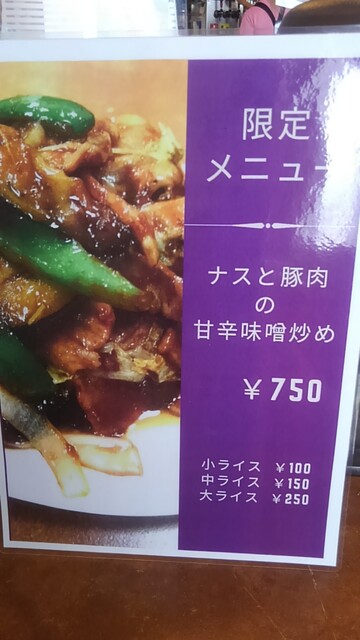 限定
メニュー
ナスと豚肉
の
甘辛味噌炒め
￥750
小ライス ￥100
中ライス ￥150
大ライス ￥250